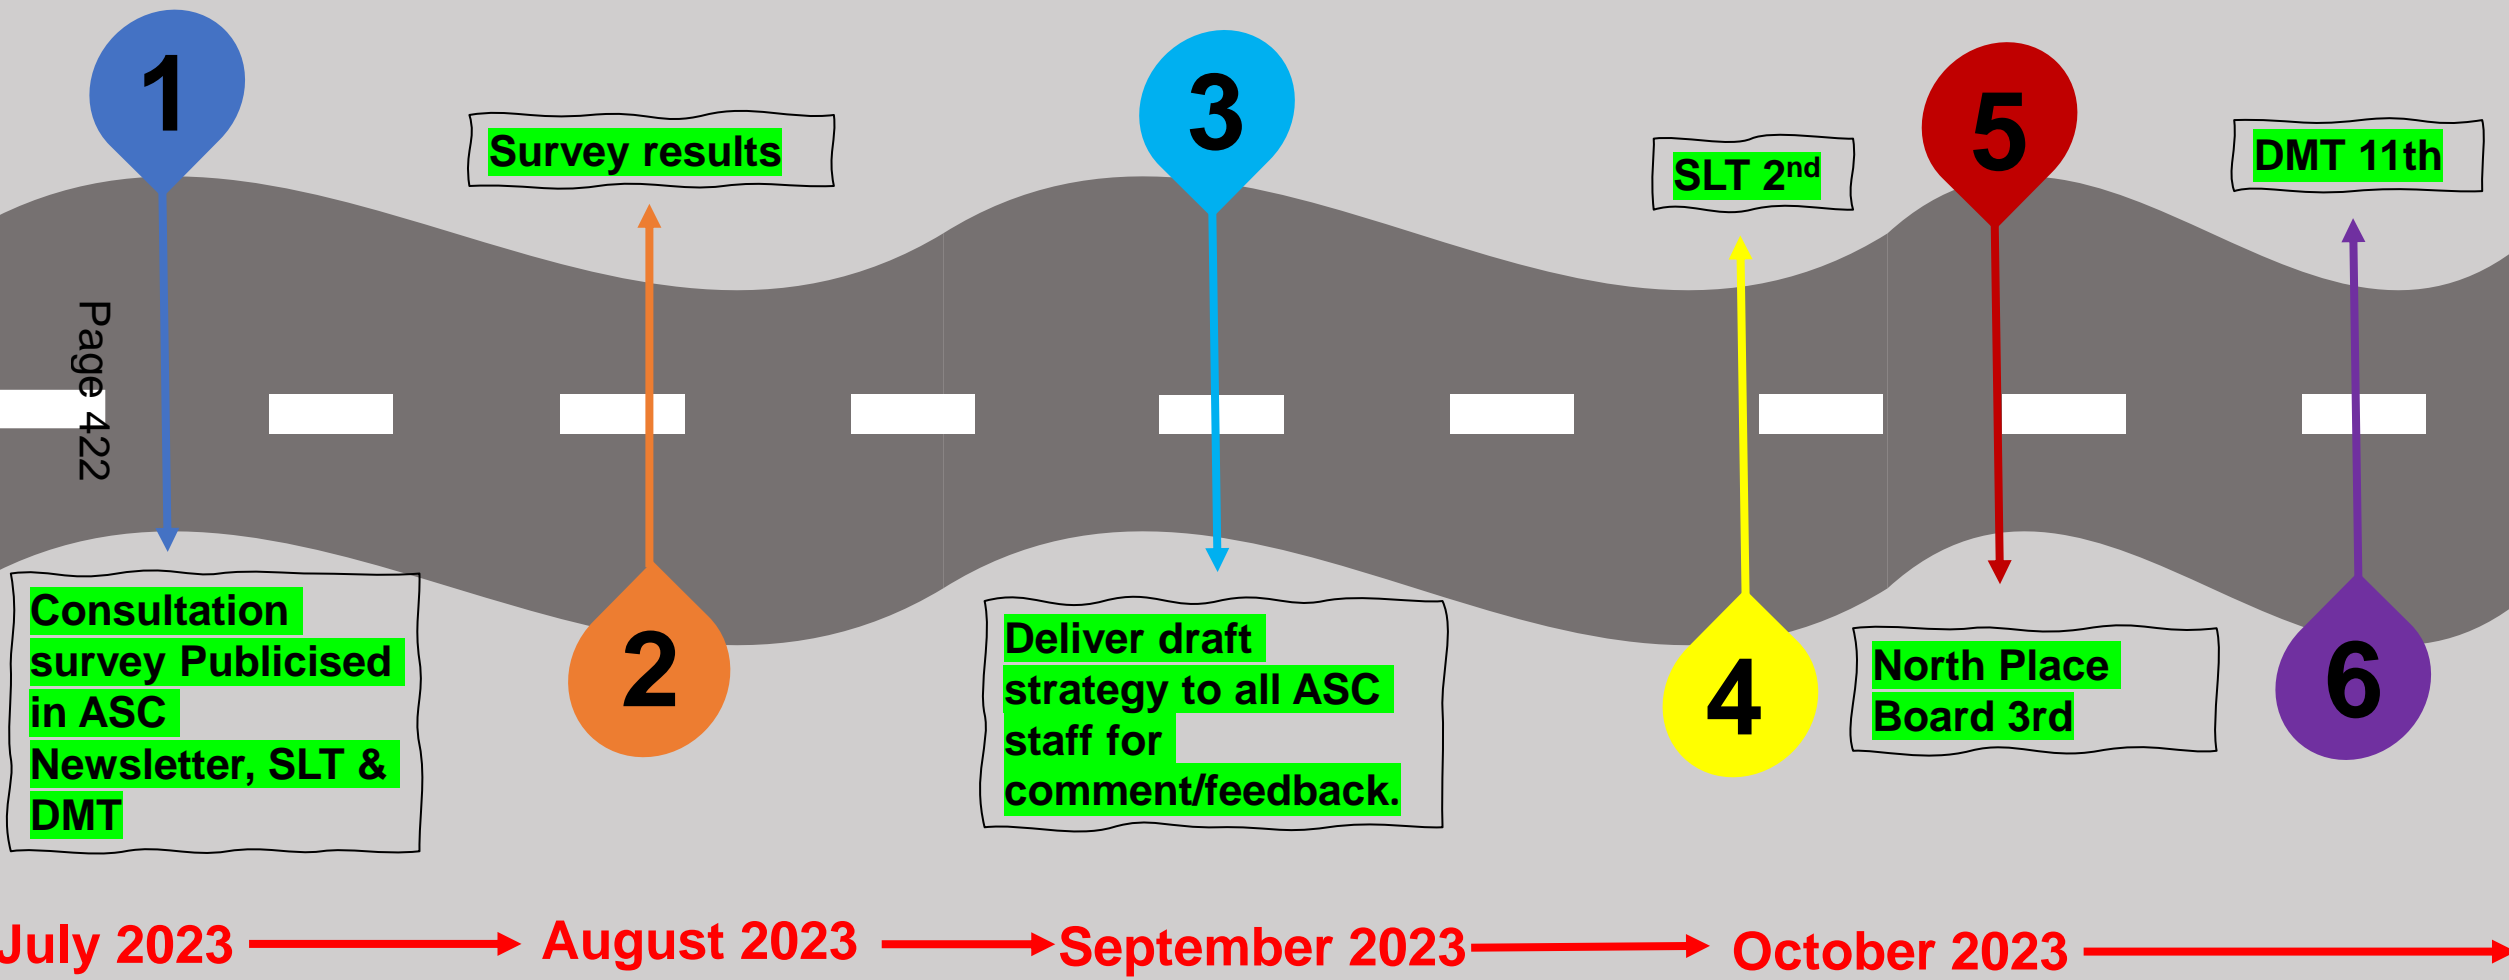 1
Survey results
3
SLT 2nd
5
DMT 11th
Page 422
Consultation
survey Publicised
in ASC
Newsletter, SLT &
DMT
2
Deliver draft
strategy to all ASC
staff for
comment/feedback.
4
North Place
Board 3rd
6
July 2023
August 2023
September 2023
October 2023